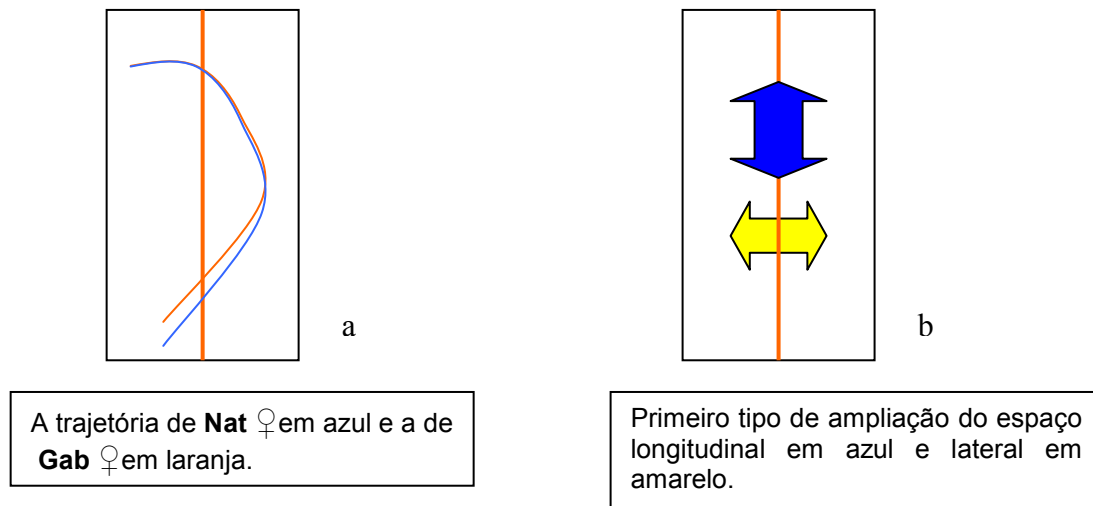 a
b
A trajetória de Nat ♀em azul e a de
Gab ♀em laranja.
Primeiro tipo de ampliação do espaço
longitudinal em azul e lateral em
amarelo.